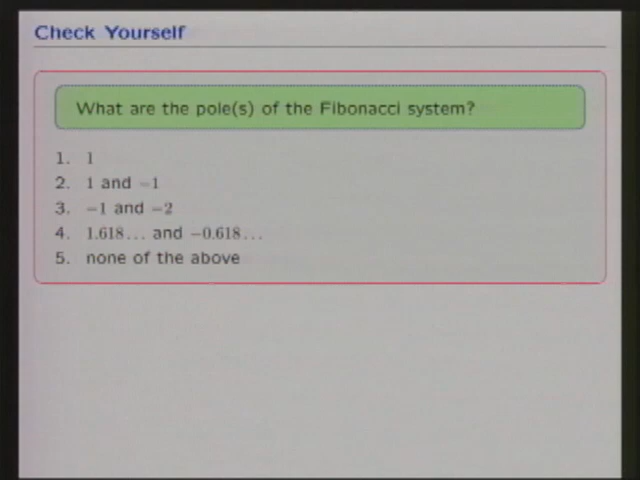 Check Yourself
What are the pole(s) of the Fibonacci system?
1. 1
2. 1 and −1
3. −1 and −2
4. 1.618... and −0.618...
5. none of the above